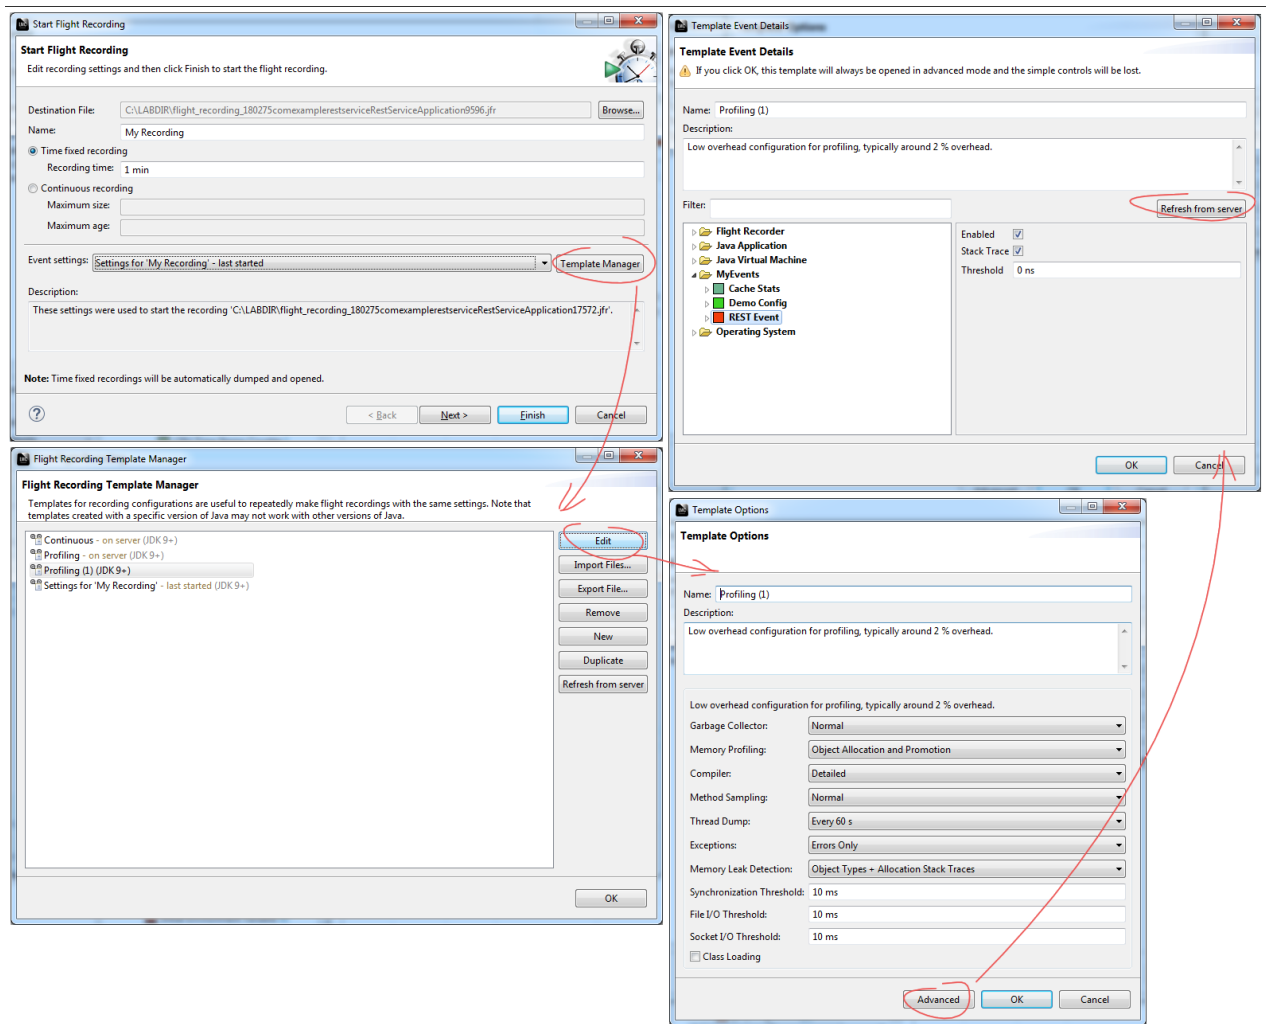 Start Flight Recording
Start Flight Recording
Edit recording settings and then click Finish to start the flight recording.
Destination File: C:\LABDIR\flight_recording_180275comexamplerestserviceRestServiceApplication9596.jfr Browse...
Name: My Recording
Time fixed recording
Recording time: 1 min
Continuous recording
Maximum size:
Maximum age:
Event settings: Settings for 'My Recording' - last started Template Manager
Description:
These settings were used to start the recording 'C:\LABDIR\flight_recording_180275comexamplerestserviceRestServiceApplication17572.jfr'.
Note: Time fixed recordings will be automatically dumped and opened.
< Back Next > Finish Cancel
Template Event Details
Template Event Details
If you click OK, this template will always be opened in advanced mode and the simple controls will be lost.
Name: Profiling (1)
Description:
Low overhead configuration for profiling, typically around 2 % overhead.
Filter: Refresh from server
Flight Recorder
Java Application
Java Virtual Machine
MyEvents
Cache Stats
Demo Config
REST Event
Operating System
Enabled
Stack Trace
Threshold 0 ns
OK Cancel
Flight Recording Template Manager
Flight Recording Template Manager
Templates for recording configurations are useful to repeatedly make flight recordings with the same settings. Note that
templates created with a specific version of Java may not work with other versions of Java.
Continuous - on server (JDK 9+)
Profiling - on server (JDK 9+)
Profiling (1) (JDK 9+)
Settings for 'My Recording' - last started (JDK 9+)
Edit
Import Files...
Export File...
Remove
New
Duplicate
Refresh from server
OK
Template Options
Template Options
Name: Profiling (1)
Description:
Low overhead configuration for profiling, typically around 2 % overhead.
Low overhead configuration for profiling, typically around 2 % overhead.
Garbage Collector: Normal
Memory Profiling: Object Allocation and Promotion
Compiler: Detailed
Method Sampling: Normal
Thread Dump: Every 60 s
Exceptions: Errors Only
Memory Leak Detection: Object Types + Allocation Stack Traces
Synchronization Threshold: 10 ms
File I/O Threshold: 10 ms
Socket I/O Threshold: 10 ms
Class Loading
Advanced OK Cancel